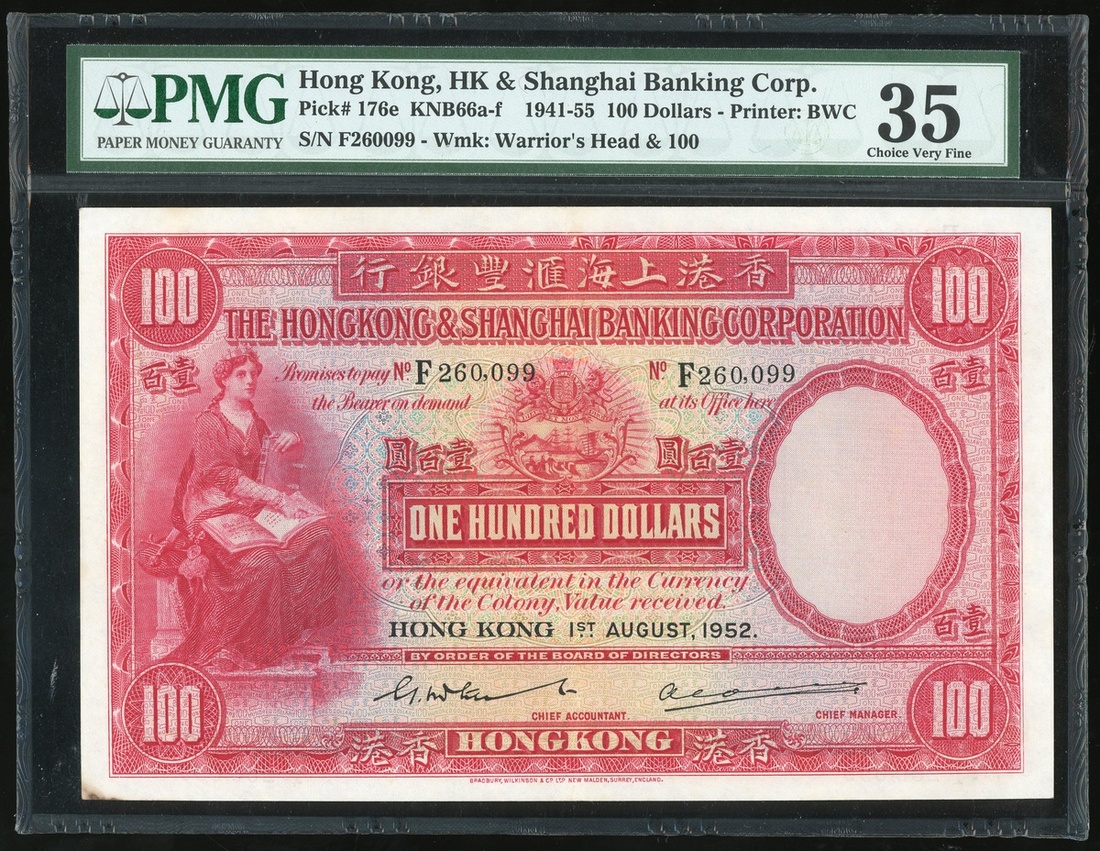 PMG
PAPER MONEY GUARANTY
Hong Kong, HK & Shanghai Banking Corp.
Pick# 176e KNB66a-f 1941-55 100 Dollars - Printer: BWC
S/N F260099 - Wmk: Warrior's Head & 100
35
Choice Very Fine
100 行銀豐滙海上港香 100
THE HONGKONG & SHANGHAI BANKING CORPORATION
百壹 Promises to pay Nº F 260,099 Nº F 260,099 百壹
the Bearer on demand at its Office here
圓百壹 圓百壹
ONE HUNDRED DOLLARS
or the equivalent in the Currency
of the Colony, Value received.
HONG KONG 1ST AUGUST, 1952. 百壹
BY ORDER OF THE BOARD OF DIRECTORS
CHIEF ACCOUNTANT. CHIEF MANAGER.
100 港香 HONGKONG 港香 100
BRADBURY, WILKINSON & Cº LTD NEW MALDEN, SURREY, ENGLAND.